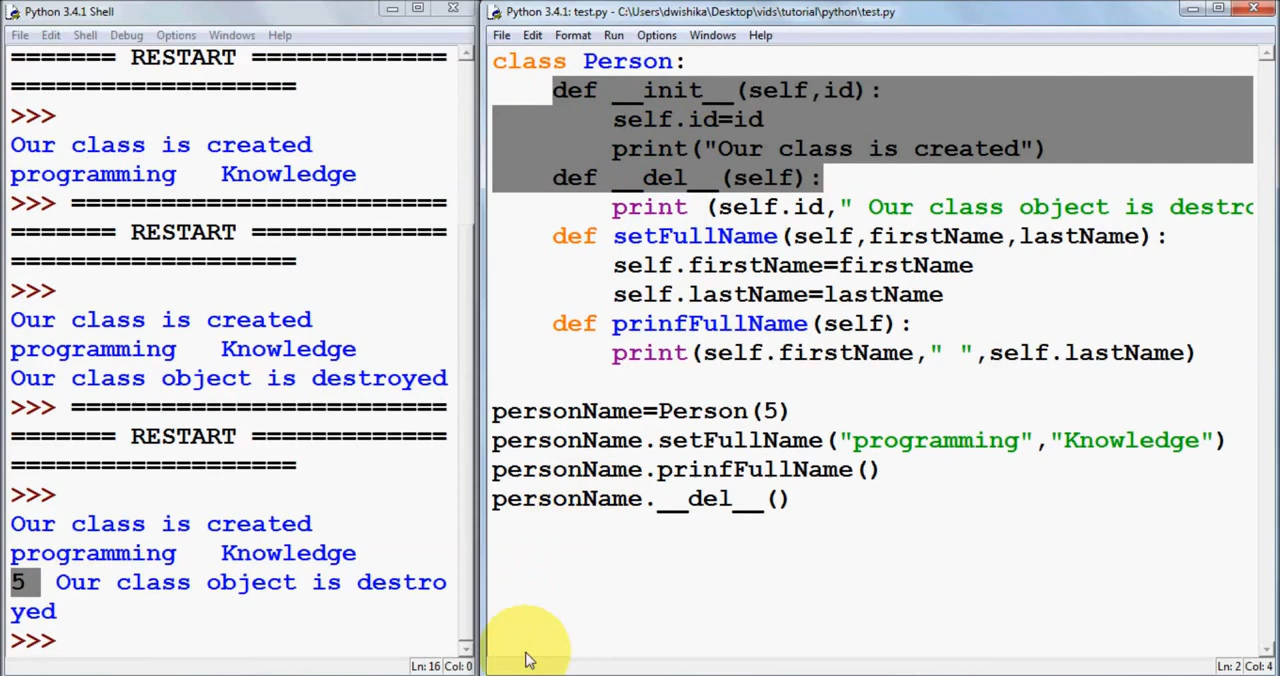 Python 3.4.1 Shell
File Edit Shell Debug Options Windows Help
======= RESTART =============
===================
>>>
Our class is created
programming   Knowledge
>>> =========================
======= RESTART =============
===================
>>>
Our class is created
programming   Knowledge
Our class object is destroyed
>>> =========================
======= RESTART =============
===================
>>>
Our class is created
programming   Knowledge
5  Our class object is destro
yed
>>>
Ln: 16 Col: 0
Python 3.4.1: test.py - C:\Users\dwishika\Desktop\vids\tutorial\python\test.py
File Edit Format Run Options Windows Help
class Person:
    def __init__(self,id):
        self.id=id
        print("Our class is created")
    def __del__(self):
        print (self.id," Our class object is destro
    def setFullName(self,firstName,lastName):
        self.firstName=firstName
        self.lastName=lastName
    def prinfFullName(self):
        print(self.firstName," ",self.lastName)
personName=Person(5)
personName.setFullName("programming","Knowledge")
personName.prinfFullName()
personName.__del__()
Ln: 2 Col: 4